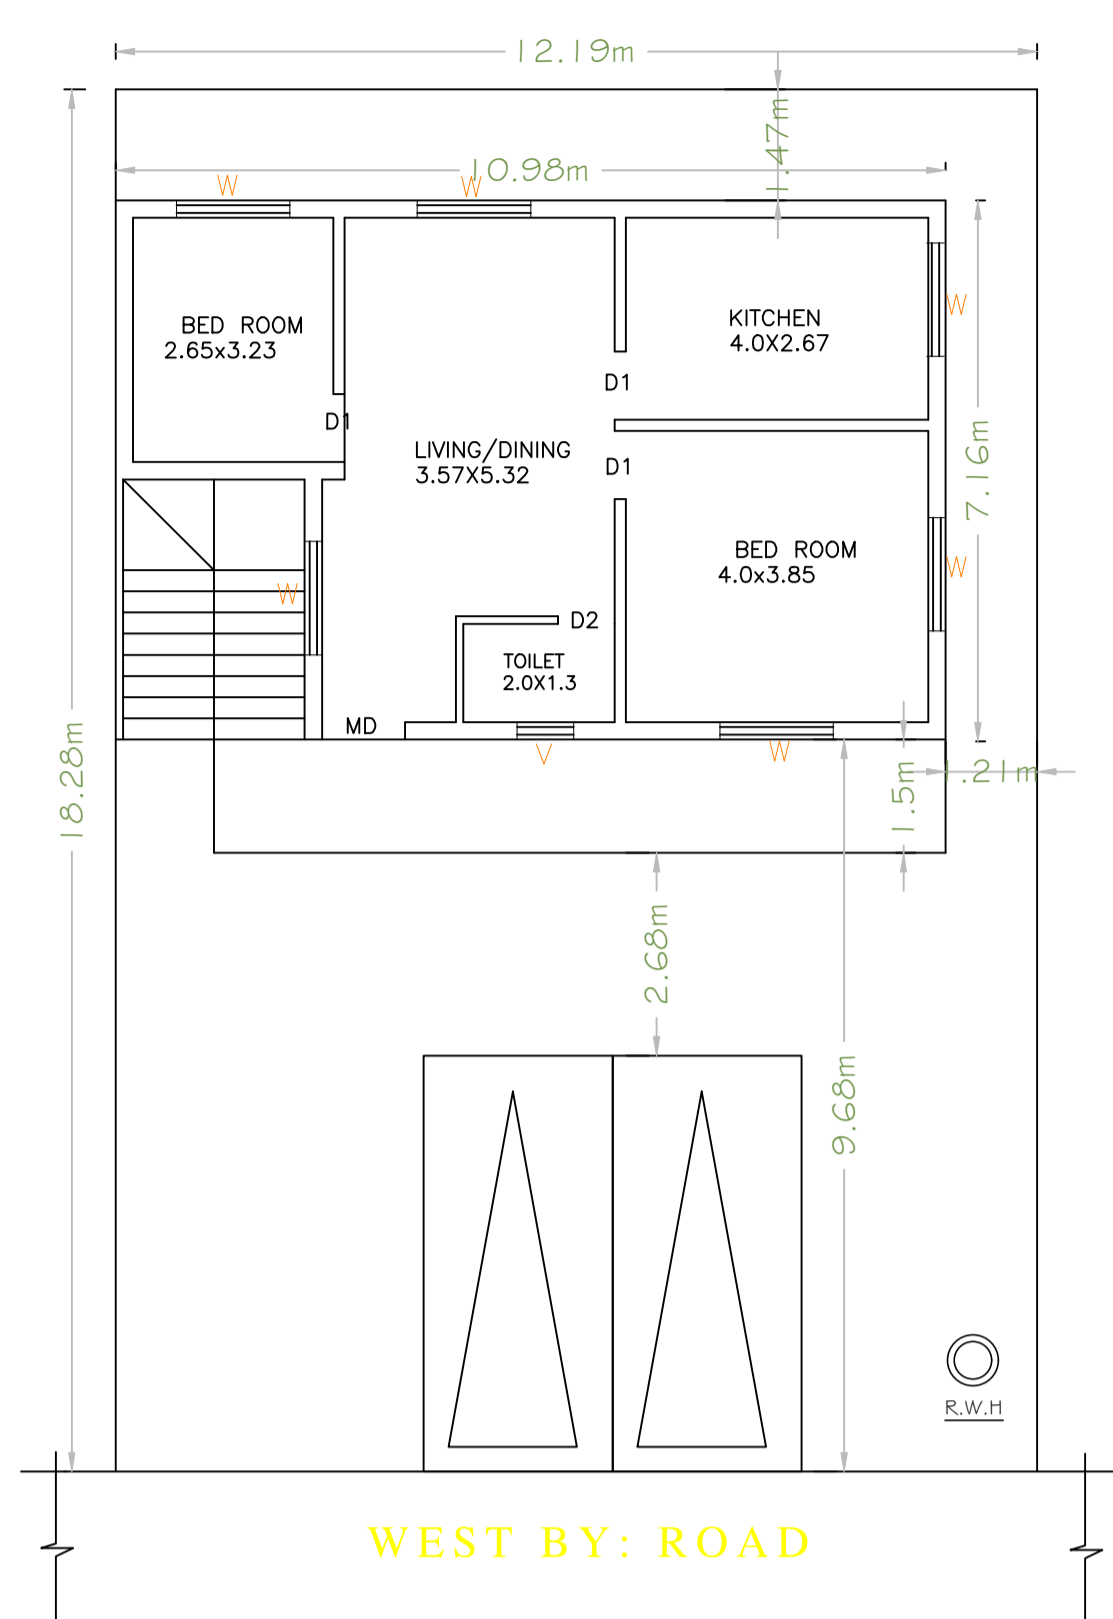 12.19m
1.47m
10.98m
W
W
BED ROOM
2.65x3.23
KITCHEN
4.0X2.67
W
D1
D1
LIVING/DINING
3.57X5.32
D1
7.16m
BED ROOM
4.0x3.85
W
W
D2
TOILET
2.0X1.3
MD
V
W
18.28m
1.5m
1.21m
2.68m
9.68m
R.W.H
WEST BY: ROAD